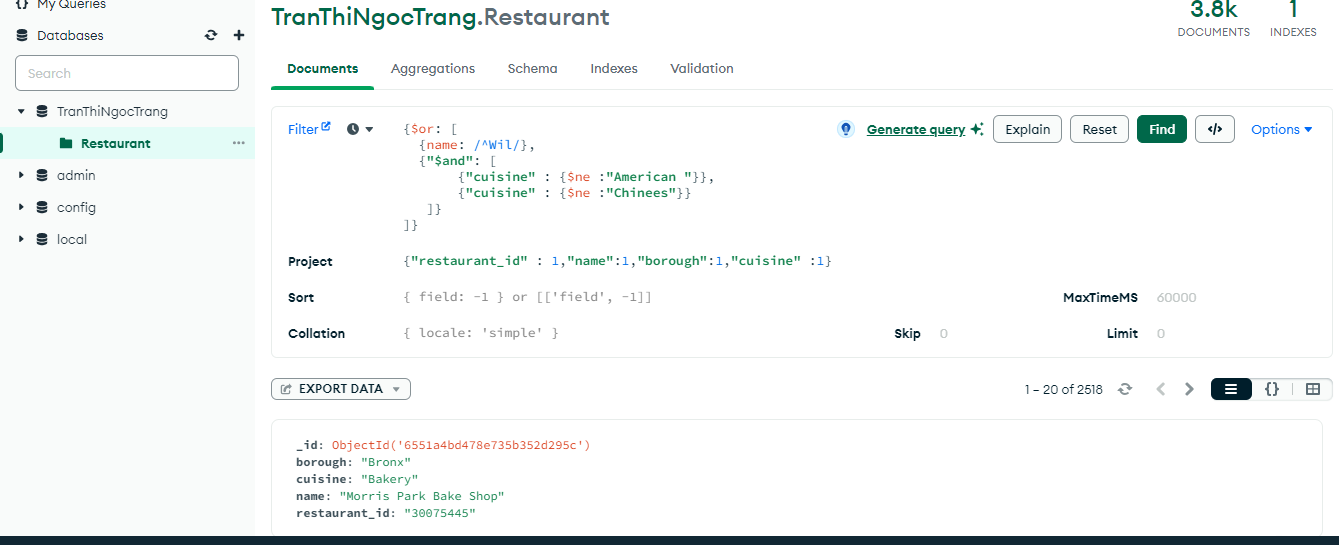 My Queries
Databases
Search
TranThiNgocTrang
Restaurant
admin
config
local
TranThiNgocTrang.Restaurant
3.8k
DOCUMENTS
1
INDEXES
Documents Aggregations Schema Indexes Validation
Filter
{$or: [
{name: /^Wil/},
{"$and": [
{"cuisine" : {$ne :"American "}},
{"cuisine" : {$ne :"Chinees"}}
]}
]}
Generate query Explain Reset Find </> Options
Project {"restaurant_id" : 1,"name":1,"borough":1,"cuisine" :1}
Sort { field: -1 } or [['field', -1]] MaxTimeMS 60000
Collation { locale: 'simple' } Skip 0 Limit 0
EXPORT DATA 1 – 20 of 2518 {}
_id: ObjectId('6551a4bd478e735b352d295c')
borough: "Bronx"
cuisine: "Bakery"
name: "Morris Park Bake Shop"
restaurant_id: "30075445"